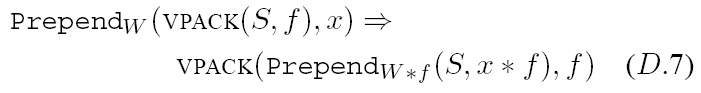 Prepend_W(VPACK(S, f), x) ⇒
VPACK(Prepend_{W∗f}(S, x ∗ f), f) (D.7)